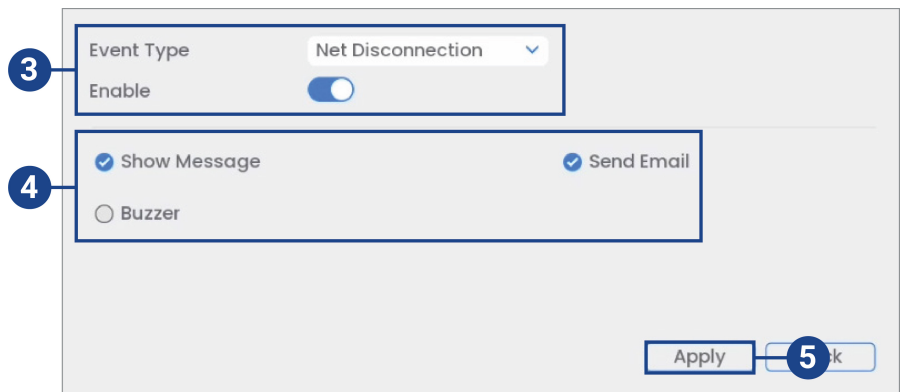 Event Type Net Disconnection
3
Enable
Show Message Send Email
4
Buzzer
Apply 5